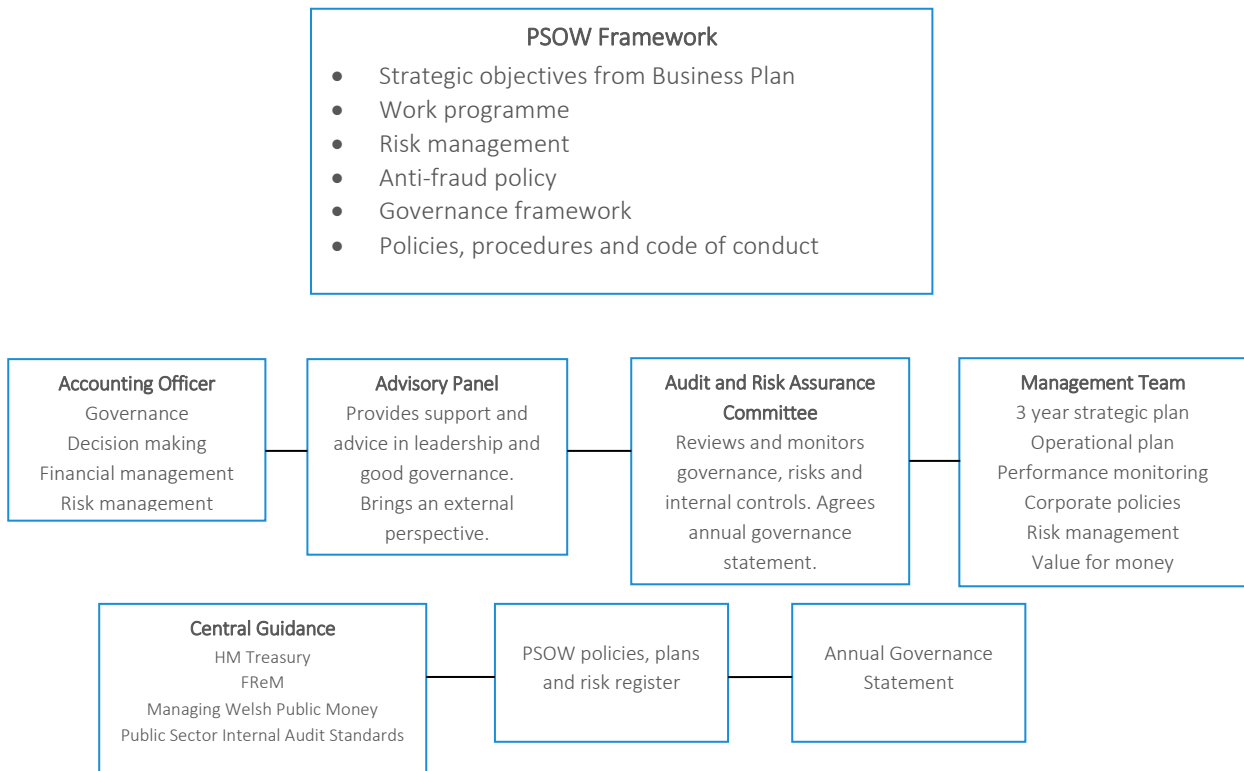 PSOW Framework
• Strategic objectives from Business Plan
• Work programme
• Risk management
• Anti-fraud policy
• Governance framework
• Policies, procedures and code of conduct
Accounting Officer
Governance
Decision making
Financial management
Risk management
Advisory Panel
Provides support and
advice in leadership and
good governance.
Brings an external
perspective.
Audit and Risk Assurance
Committee
Reviews and monitors
governance, risks and
internal controls. Agrees
annual governance
statement.
Management Team
3 year strategic plan
Operational plan
Performance monitoring
Corporate policies
Risk management
Value for money
Central Guidance
HM Treasury
FReM
Managing Welsh Public Money
Public Sector Internal Audit Standards
PSOW policies, plans
and risk register
Annual Governance
Statement